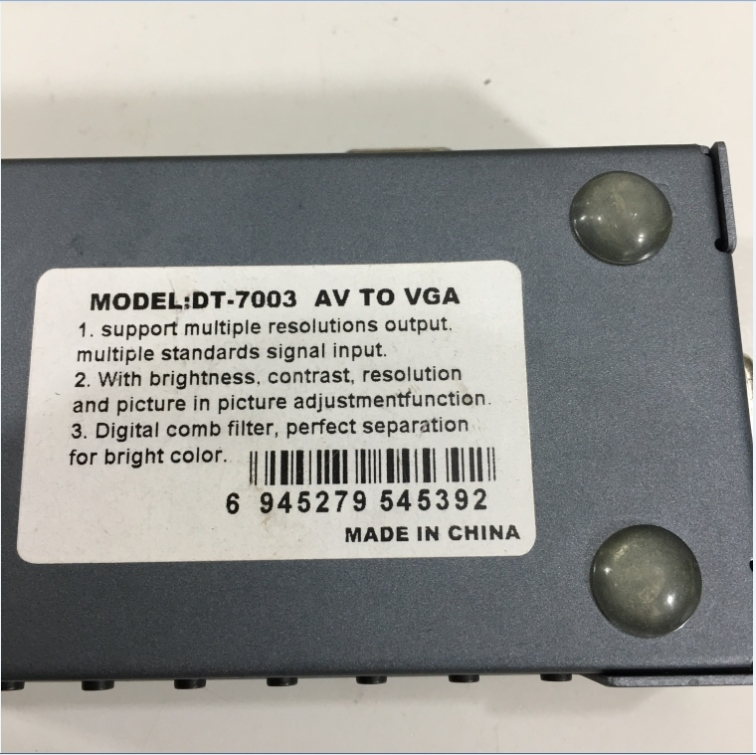 MODEL:DT-7003 AV TO VGA
1. support multiple resolutions output.
multiple standards signal input.
2. With brightness, contrast, resolution
and picture in picture adjustmentfunction.
3. Digital comb filter, perfect separation
for bright color.
6 945279 545392
MADE IN CHINA